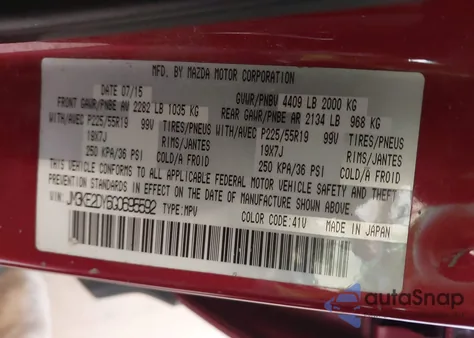 MFD. BY MAZDA MOTOR CORPORATION
DATE 07/15
GVWR/PNBV 4409 LB 2000 KG
FRONT GAWR/PNBE AV 2282 LB 1035 KG
REAR GAWR/PNBE AR 2134 LB 968 KG
WITH/AVEC P225/55R19 99V TIRES/PNEUS
WITH/AVEC P225/55R19 99V TIRES/PNEUS
19X7J RIMS/JANTES
19X7J RIMS/JANTES
250 KPA/36 PSI COLD/A FROID
250 KPA/36 PSI COLD/A FROID
THIS VEHICLE CONFORMS TO ALL APPLICABLE FEDERAL MOTOR VEHICLE SAFETY AND THEFT
PREVENTION STANDARDS IN EFFECT ON THE DATE OF MANUFACTURE SHOWN ABOVE.
VIN: JM3KE2DY6G0695592 TYPE:MPV
COLOR CODE:41V MADE IN JAPAN
autoSnap